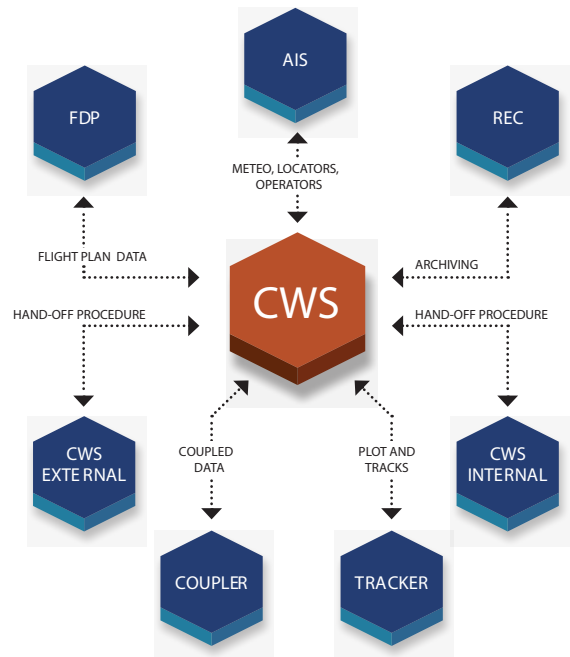 AIS
FDP
REC
METEO, LOCATORS,
OPERATORS
FLIGHT PLAN DATA
ARCHIVING
CWS
HAND-OFF PROCEDURE
HAND-OFF PROCEDURE
CWS
EXTERNAL
COUPLED
DATA
PLOT AND
TRACKS
CWS
INTERNAL
COUPLER
TRACKER